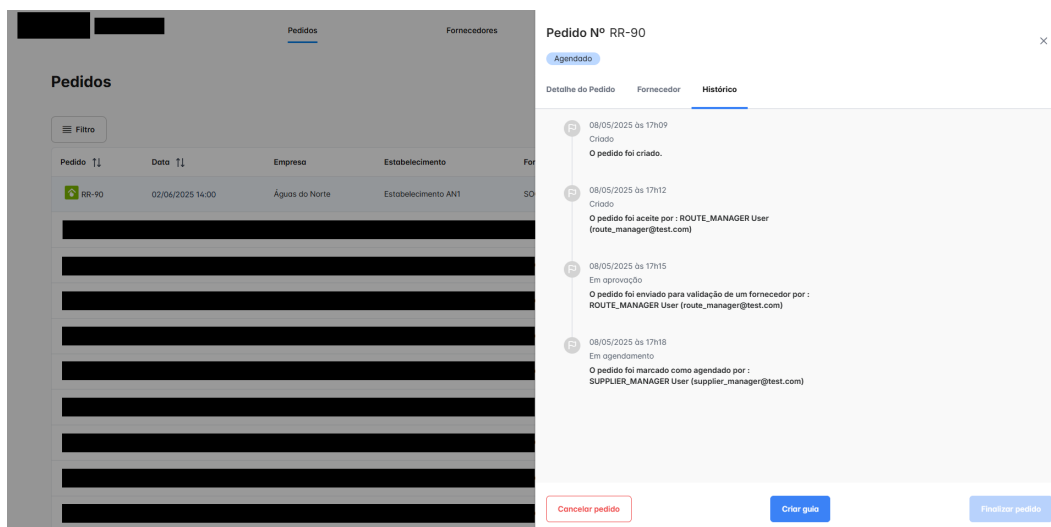 Pedidos
Fornecedores
Pedidos
Filtro
Pedido Data Empresa Estabelecimento For
RR-90 02/06/2025 14:00 Águas do Norte Estabelecimento AN1 SO
Pedido Nº RR-90
Agendado
Detalhe do Pedido Fornecedor Histórico
08/05/2025 às 17h09
Criado
O pedido foi criado.
08/05/2025 às 17h12
Criado
O pedido foi aceite por : ROUTE_MANAGER User
(route_manager@test.com)
08/05/2025 às 17h15
Em aprovação
O pedido foi enviado para validação de um fornecedor por :
ROUTE_MANAGER User (route_manager@test.com)
08/05/2025 às 17h18
Em agendamento
O pedido foi marcado como agendado por :
SUPPLIER_MANAGER User (supplier_manager@test.com)
Cancelar pedido Criar guia Finalizar pedido